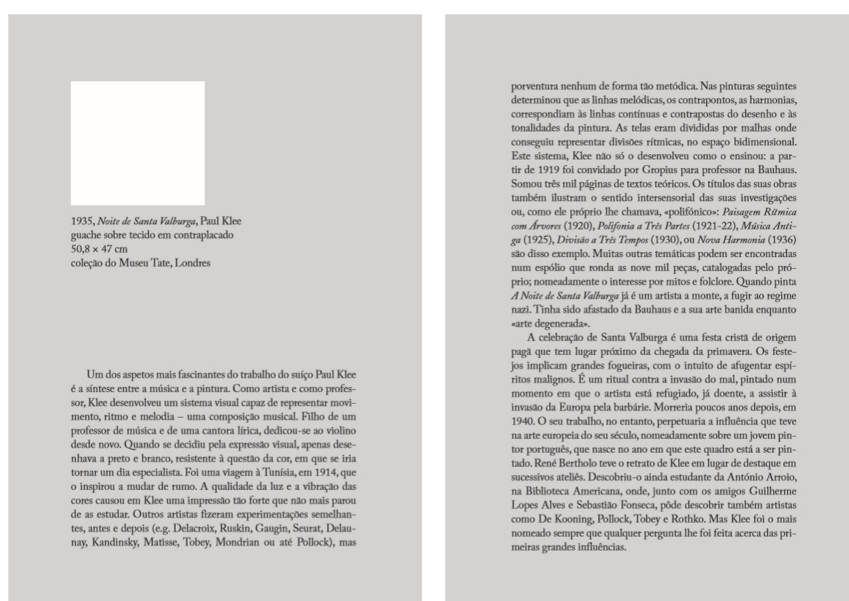 1935, Noite de Santa Valburga, Paul Klee
guache sobre tecido em contraplacado
50,8 × 47 cm
coleção do Museu Tate, Londres
Um dos aspetos mais fascinantes do trabalho do suíço Paul Klee
é a síntese entre a música e a pintura. Como artista e como profes-
sor, Klee desenvolveu um sistema visual capaz de representar movi-
mento, ritmo e melodia – uma composição musical. Filho de um
professor de música e de uma cantora lírica, dedicou-se ao violino
desde novo. Quando se decidiu pela expressão visual, apenas dese-
nhava a preto e branco, resistente à questão da cor, em que se iria
tornar um dia especialista. Foi uma viagem à Tunísia, em 1914, que
o inspirou a mudar de rumo. A qualidade da luz e a vibração das
cores causou em Klee uma impressão tão forte que não mais parou
de as estudar. Outros artistas fizeram experimentações semelhan-
tes, antes e depois (e.g. Delacroix, Ruskin, Gaugin, Seurat, Delau-
nay, Kandinsky, Matisse, Tobey, Mondrian ou até Pollock), mas
porventura nenhum de forma tão metódica. Nas pinturas seguintes
determinou que as linhas melódicas, os contrapontos, as harmonias,
correspondiam às linhas contínuas e contrapostas do desenho e às
tonalidades da pintura. As telas eram divididas por malhas onde
conseguiu representar divisões rítmicas, no espaço bidimensional.
Este sistema, Klee não só o desenvolveu como o ensinou: a par-
tir de 1919 foi convidado por Gropius para professor na Bauhaus.
Somou três mil páginas de textos teóricos. Os títulos das suas obras
também ilustram o sentido intersensorial das suas investigações
ou, como ele próprio lhe chamava, «polifónico»: Paisagem Rítmica
com Árvores (1920), Polifonia a Três Partes (1921-22), Música Anti-
ga (1925), Divisão a Três Tempos (1930), ou Nova Harmonia (1936)
são disso exemplo. Muitas outras temáticas podem ser encontradas
num espólio que ronda as nove mil peças, catalogadas pelo pró-
prio; nomeadamente o interesse por mitos e folclore. Quando pinta
A Noite de Santa Valburga já é um artista a monte, a fugir ao regime
nazi. Tinha sido afastado da Bauhaus e a sua arte banida enquanto
«arte degenerada».
A celebração de Santa Valburga é uma festa cristã de origem
pagã que tem lugar próximo da chegada da primavera. Os feste-
jos implicam grandes fogueiras, com o intuito de afugentar espí-
ritos malignos. É um ritual contra a invasão do mal, pintado num
momento em que o artista está refugiado, já doente, a assistir à
invasão da Europa pela barbárie. Morreria poucos anos depois, em
1940. O seu trabalho, no entanto, perpetuaria a influência que teve
na arte europeia do seu século, nomeadamente sobre um jovem pin-
tor português, que nasce no ano em que este quadro está a ser pin-
tado. René Bertholo teve o retrato de Klee em lugar de destaque em
sucessivos ateliês. Descobriu-o ainda estudante da António Arroio,
na Biblioteca Americana, onde, junto com os amigos Guilherme
Lopes Alves e Sebastião Fonseca, pôde descobrir também artistas
como De Kooning, Pollock, Tobey e Rothko. Mas Klee foi o mais
nomeado sempre que qualquer pergunta lhe foi feita acerca das pri-
meiras grandes influências.